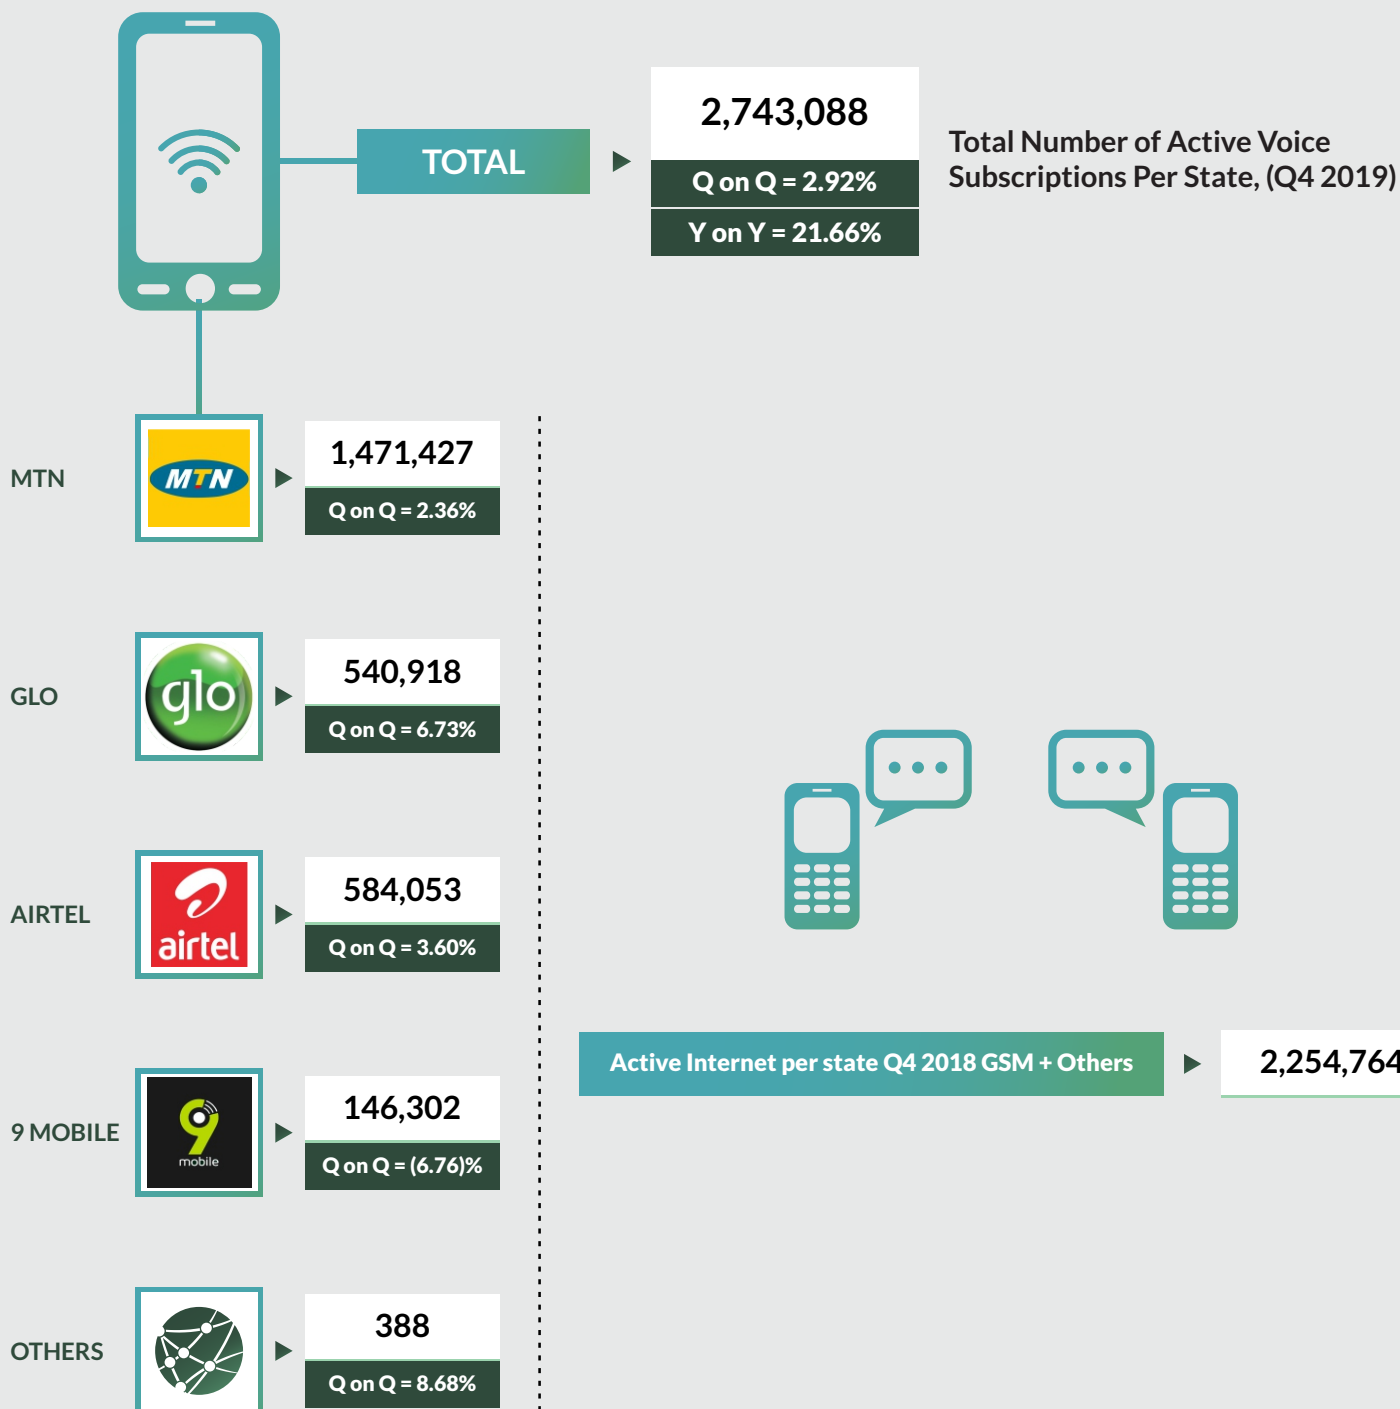 2,743,088
TOTAL
Q on Q = 2.92%
Y on Y = 21.66%
Total Number of Active Voice
Subscriptions Per State, (Q4 2019)
MTN
MTN
1,471,427
Q on Q = 2.36%
GLO
glo
540,918
Q on Q = 6.73%
AIRTEL
airtel
584,053
Q on Q = 3.60%
9 MOBILE
9
mobile
146,302
Q on Q = (6.76)%
Active Internet per state Q4 2018 GSM + Others
2,254,764
OTHERS
388
Q on Q = 8.68%